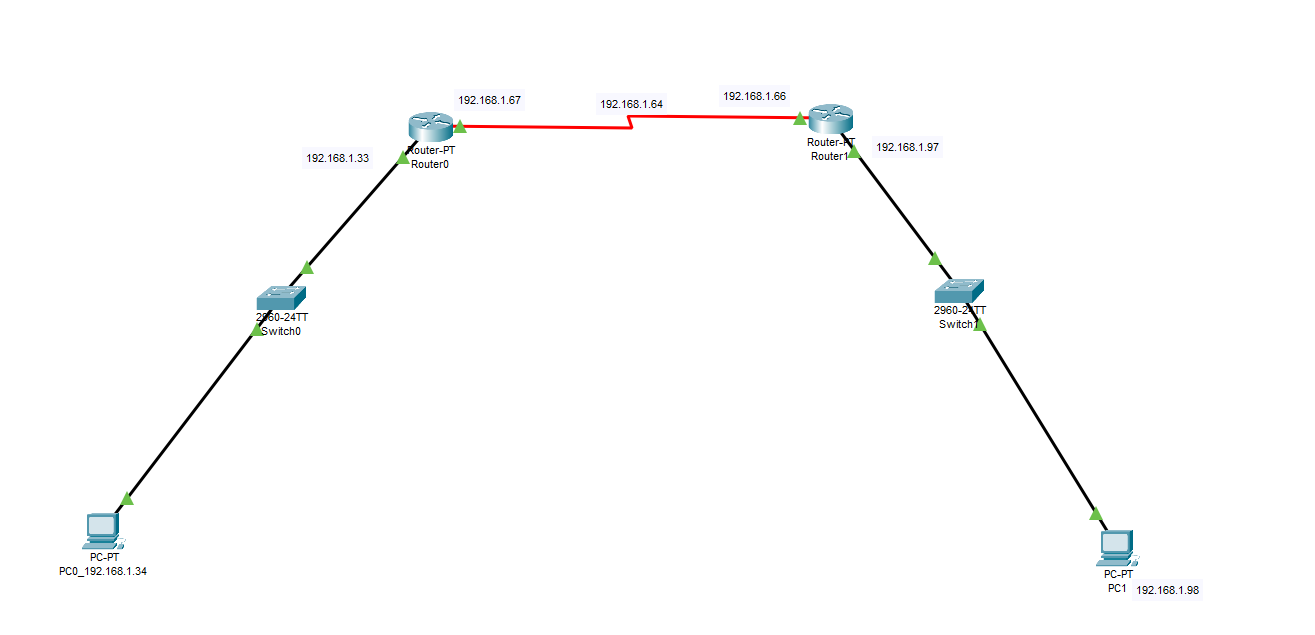 192.168.1.67
192.168.1.64
192.168.1.66
Router-PT
Router0
Router-PT
Router1
192.168.1.33
192.168.1.97
2960-24TT
Switch0
2960-24TT
Switch1
PC-PT
PC0_192.168.1.34
PC-PT
PC1
192.168.1.98